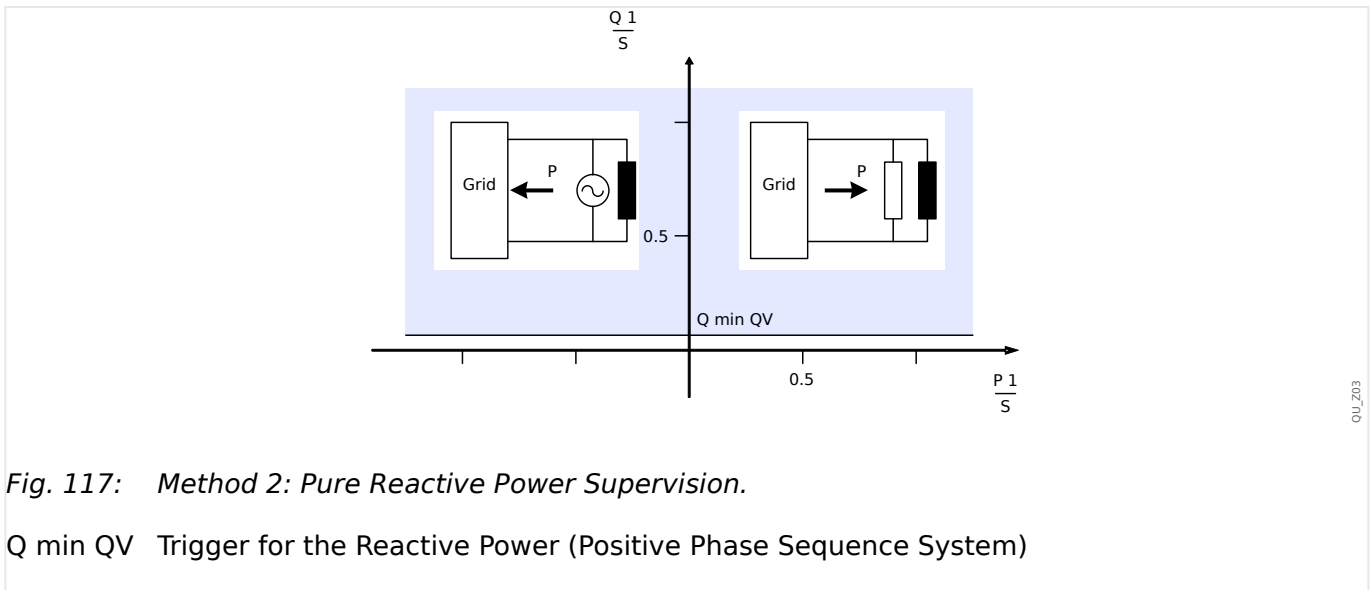 Q 1
S
Grid
P
Grid
P
0.5
Q min QV
0.5
P 1
S
QU_Z03
Fig. 117: Method 2: Pure Reactive Power Supervision.
Q min QV Trigger for the Reactive Power (Positive Phase Sequence System)